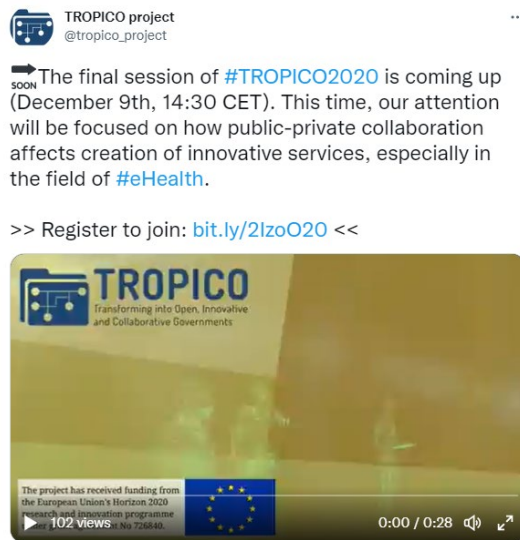 TROPICO project
@tropico_project
SOON The final session of #TROPICO2020 is coming up
(December 9th, 14:30 CET). This time, our attention
will be focused on how public-private collaboration
affects creation of innovative services, especially in
the field of #eHealth.
>> Register to join: bit.ly/2IzoO20 <<
TROPICO
Transforming into Open, Innovative
and Collaborative Governments
The project has received funding from
the European Union's Horizon 2020
research and innovation programme
No 726840.
102 views
0:00 / 0:28